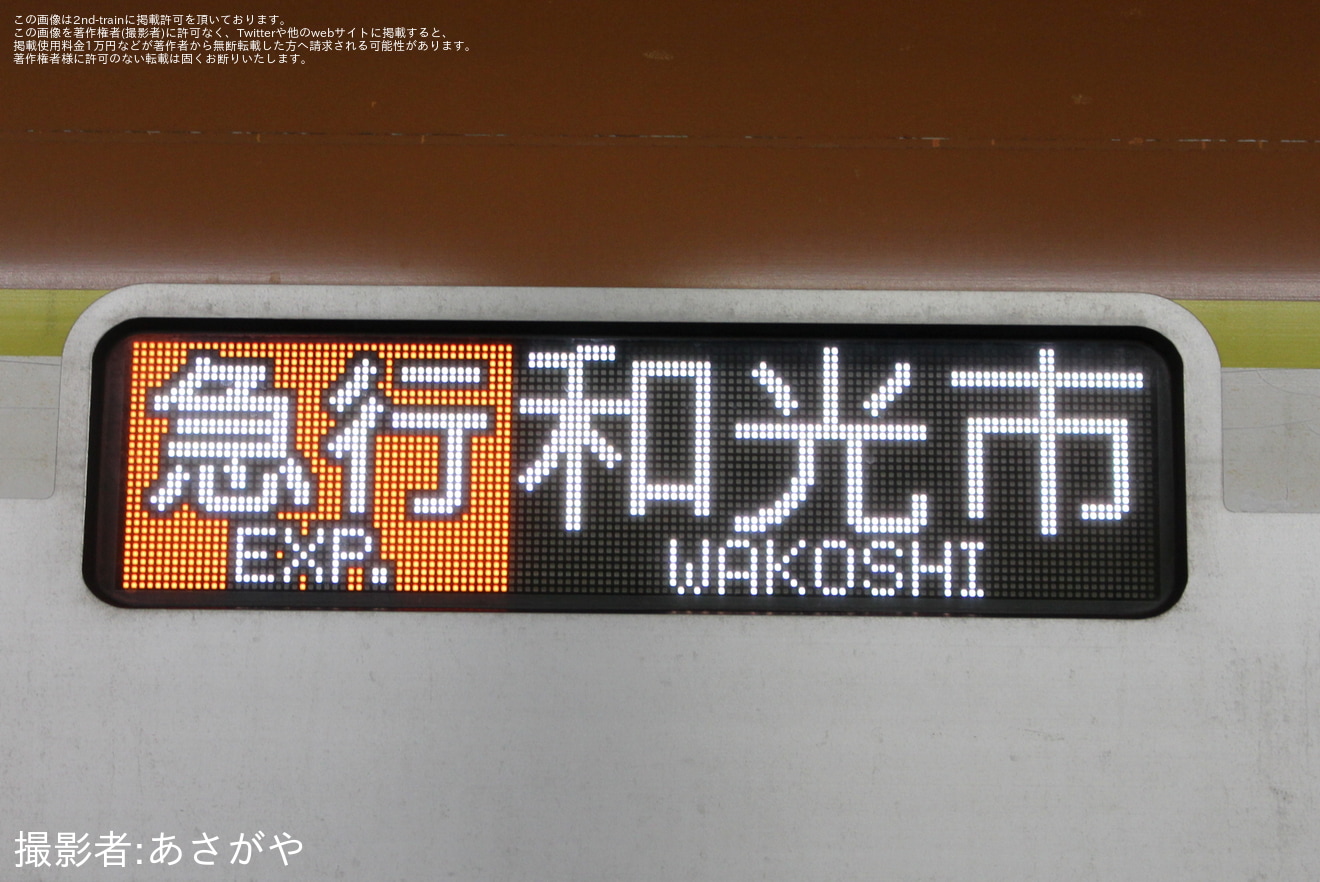 この画像は2nd-trainに掲載許可を頂いております。
この画像を著作権者(撮影者)に許可なく、Twitterや他のwebサイトに掲載すると、
掲載使用料金1万円などが著作者から無断転載した方へ請求される可能性があります。
著作権者様に許可のない転載は固くお断りいたします。
急行 和光市
EXP. WAKOSHI
撮影者:あさがや